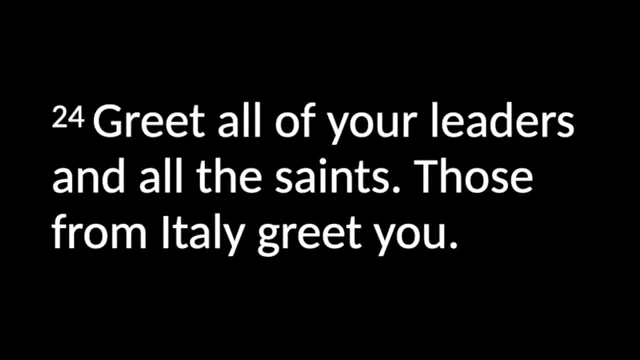 24 Greet all of your leaders
and all the saints. Those
from Italy greet you.